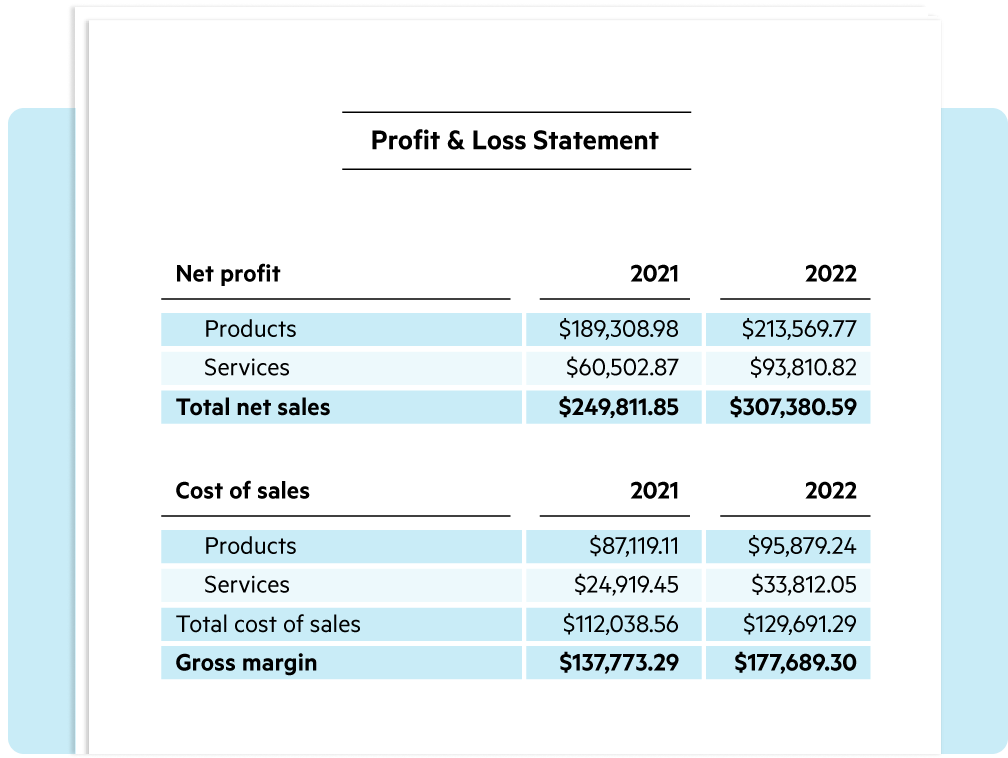 Profit & Loss Statement
Net profit 2021 2022
Products $189,308.98 $213,569.77
Services $60,502.87 $93,810.82
Total net sales $249,811.85 $307,380.59
Cost of sales 2021 2022
Products $87,119.11 $95,879.24
Services $24,919.45 $33,812.05
Total cost of sales $112,038.56 $129,691.29
Gross margin $137,773.29 $177,689.30